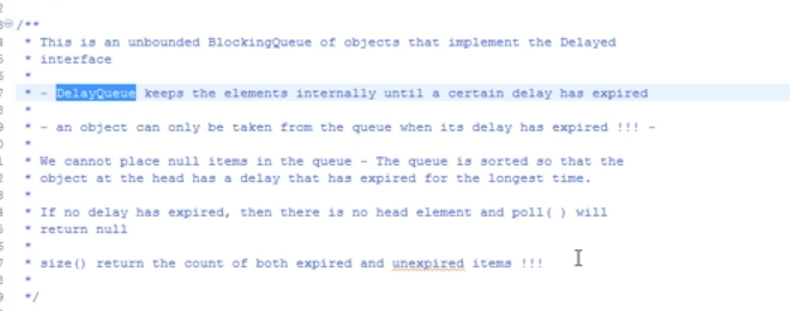 /**
* This is an unbounded BlockingQueue of objects that implement the Delayed
* interface
*
* - DelayQueue keeps the elements internally until a certain delay has expired
*
* - an object can only be taken from the queue when its delay has expired !!! -
*
* We cannot place null items in the queue - The queue is sorted so that the
* object at the head has a delay that has expired for the longest time.
*
* If no delay has expired, then there is no head element and poll( ) will
* return null
*
* size() return the count of both expired and unexpired items !!!
*
*/